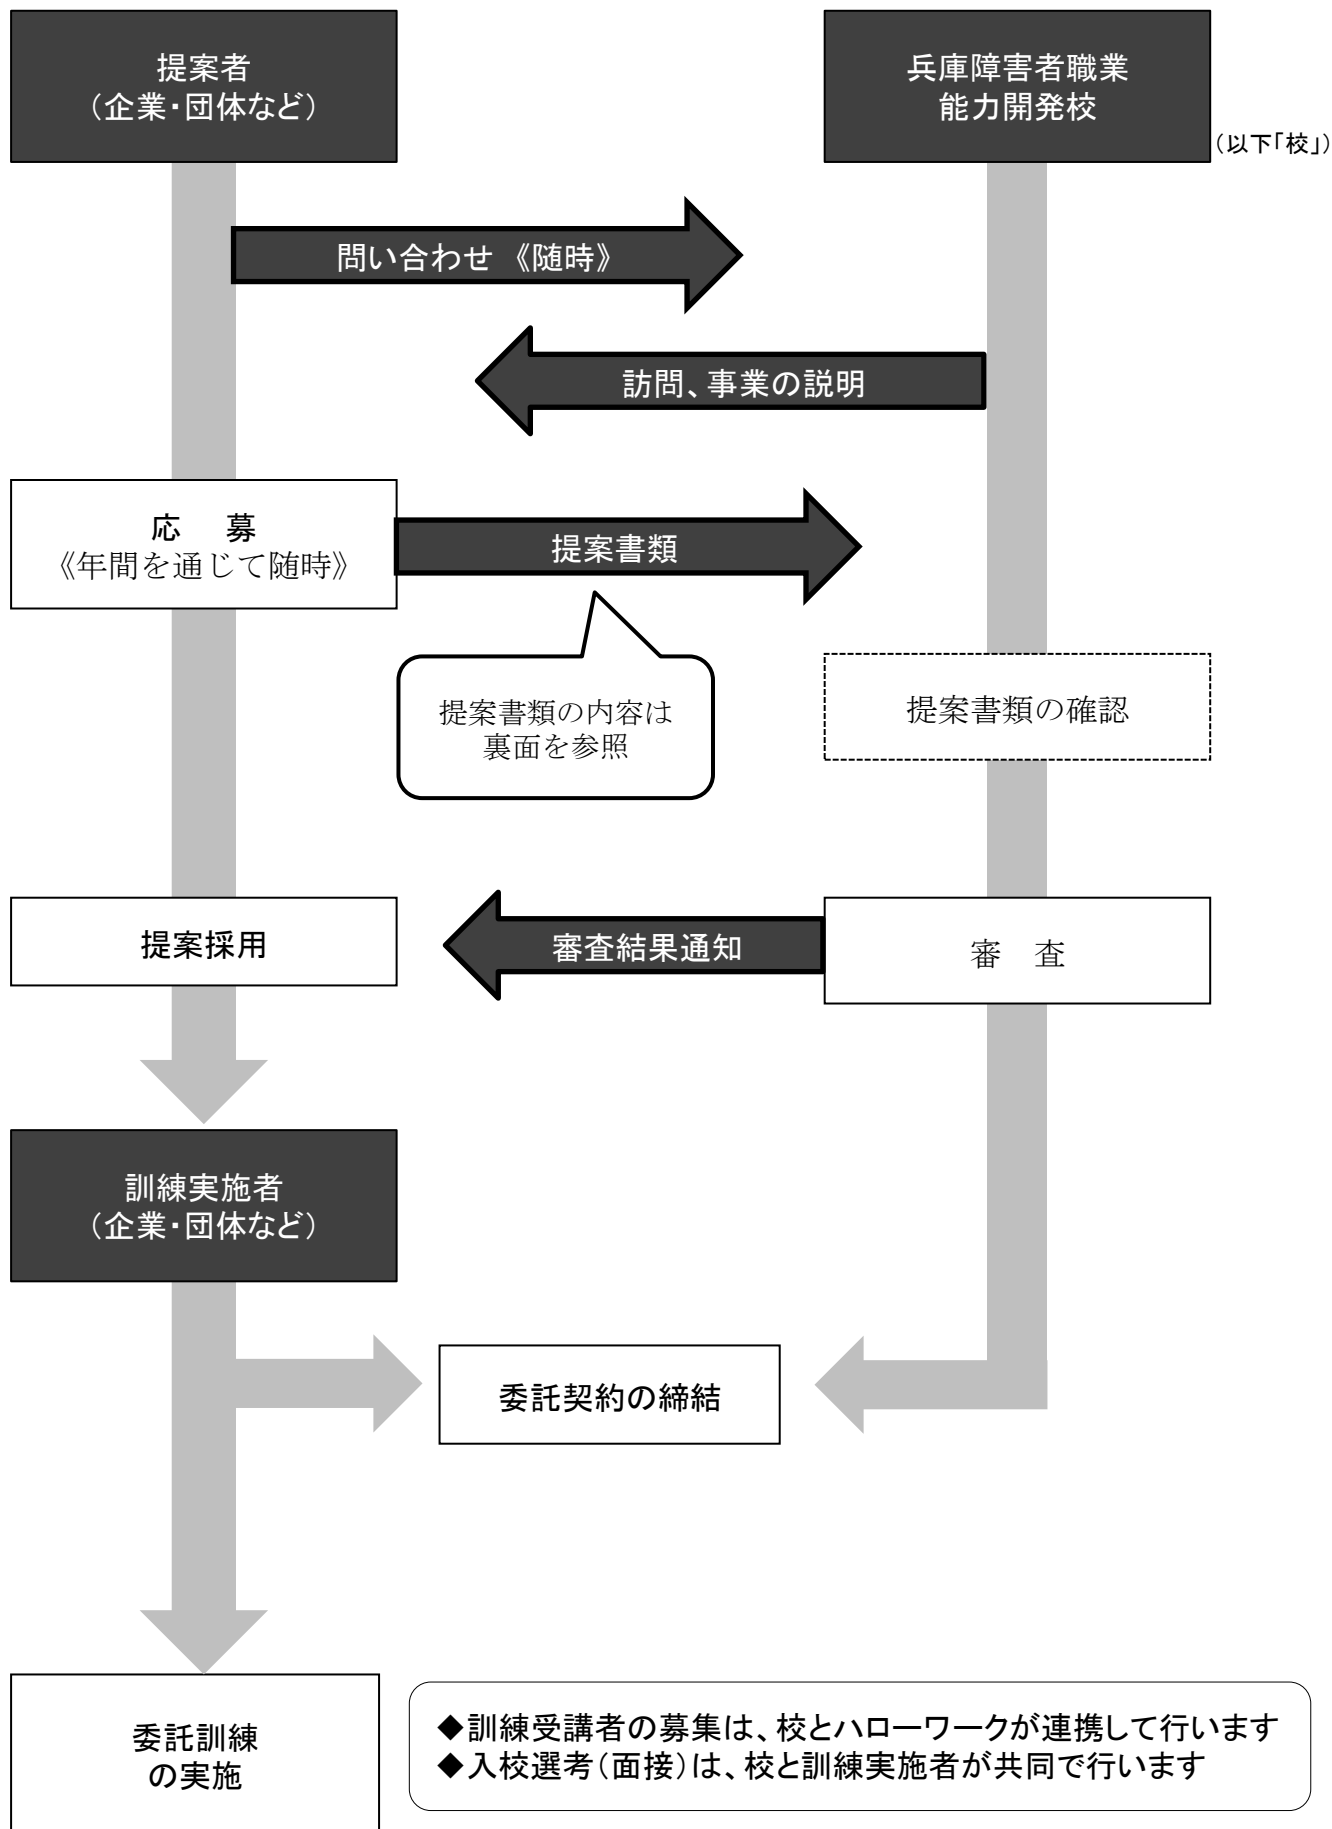 提案者
（企業・団体など）
兵庫障害者職業
能力開発校
（以下「校」）
問い合わせ 《随時》
訪問、事業の説明
応　募
《年間を通じて随時》
提案書類
提案書類の内容は
裏面を参照
提案書類の確認
提案採用
審査結果通知
審　査
訓練実施者
（企業・団体など）
委託契約の締結
委託訓練
の実施
◆訓練受講者の募集は、校とハローワークが連携して行います
◆入校選考（面接）は、校と訓練実施者が共同で行います